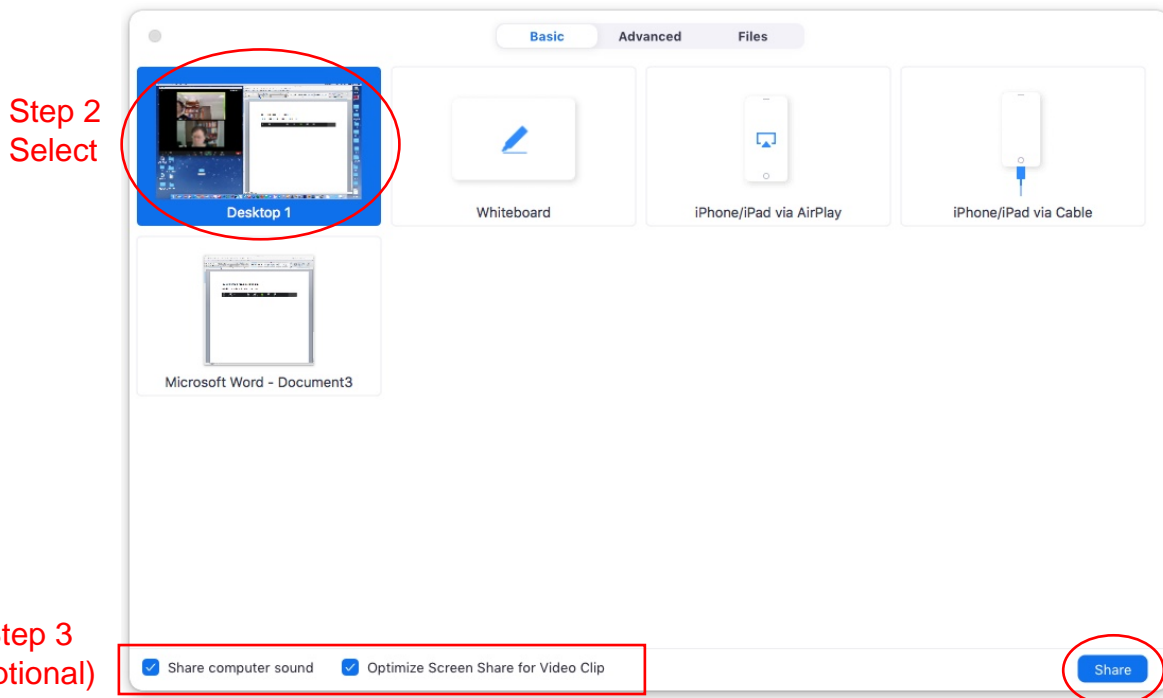 Basic Advanced Files
Step 2
Select
Desktop 1
Whiteboard
iPhone/iPad via AirPlay
iPhone/iPad via Cable
Microsoft Word - Document3
tep 3
otional)
Share computer sound
Optimize Screen Share for Video Clip
Share